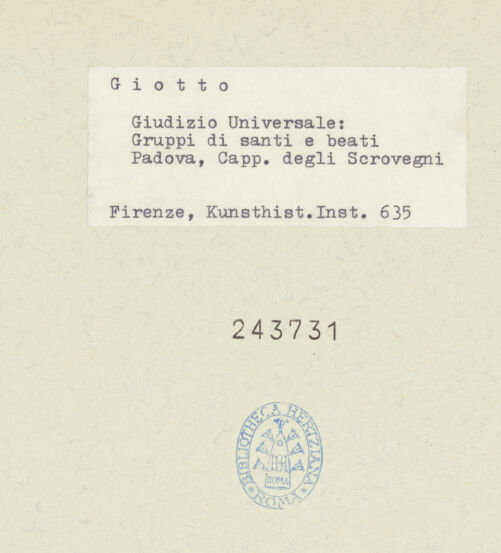 Giotto
Giudizio Universale:
Gruppi di santi e beati
Padova, Capp. degli Scrovegni
Firenze, Kunsthist.Inst. 635
243731
BIBLIOTHECA HERTZIANA
ROMA
*ROMA*